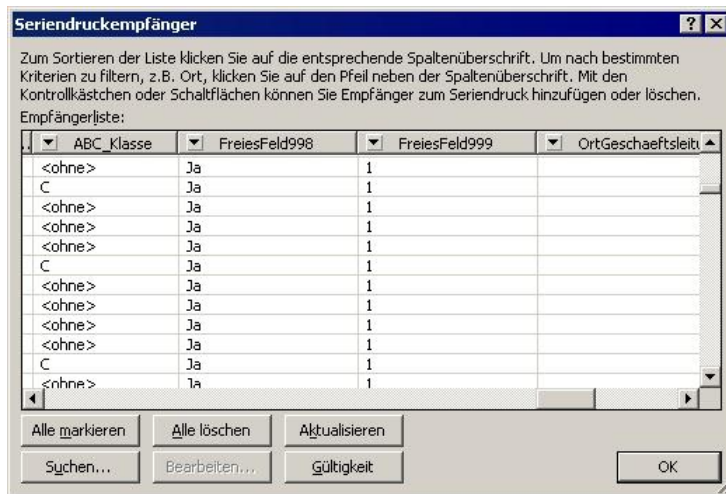 Seriendruckempfänger
Zum Sortieren der Liste klicken Sie auf die entsprechende Spaltenüberschrift. Um nach bestimmten
Kriterien zu filtern, z.B. Ort, klicken Sie auf den Pfeil neben der Spaltenüberschrift. Mit den
Kontrollkästchen oder Schaltflächen können Sie Empfänger zum Seriendruck hinzufügen oder löschen.
Empfängerliste:
.. ABC_Klasse FreiesFeld998 FreiesFeld999 OrtGeschaeftsleitu
<ohne> Ja 1
C Ja 1
<ohne> Ja 1
<ohne> Ja 1
<ohne> Ja 1
C Ja 1
<ohne> Ja 1
<ohne> Ja 1
<ohne> Ja 1
<ohne> Ja 1
C Ja 1
<ohne> Ja 1
Alle markieren Alle löschen Aktualisieren
Suchen... Bearbeiten... Gültigkeit OK